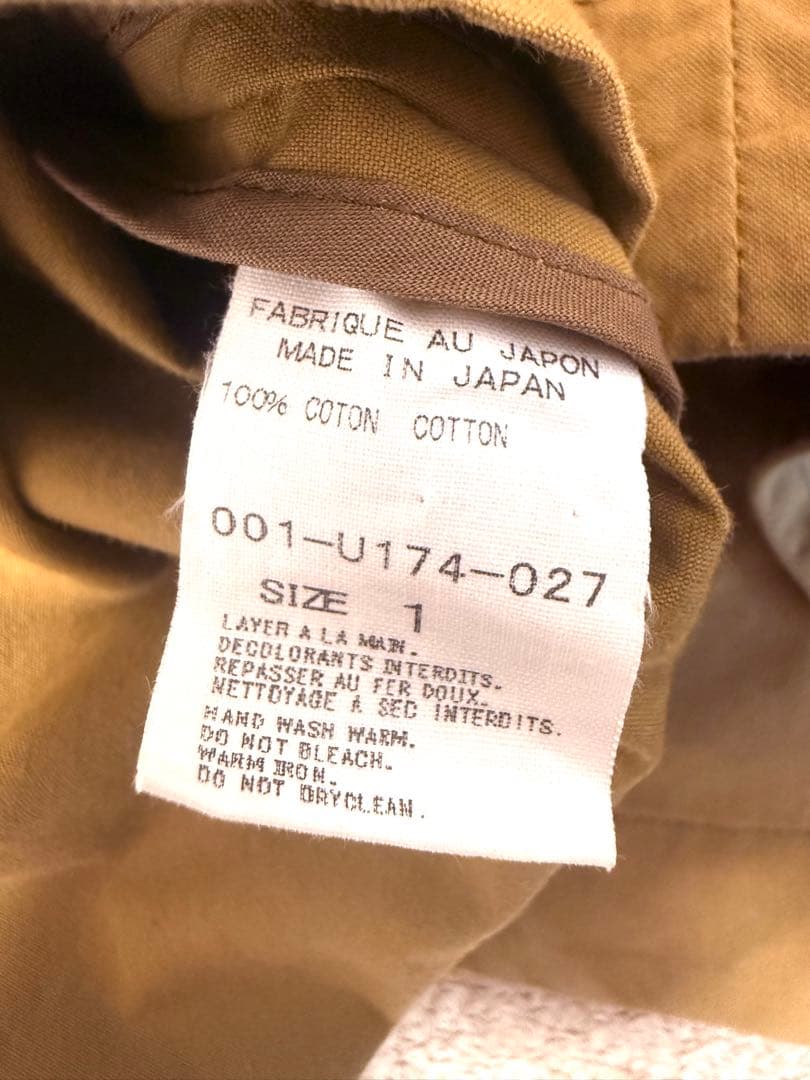 FABRIQUE AU JAPON
MADE IN JAPAN
100% COTON COTTON
001-U174-027
SIZE 1
LAVER A LA MAIN.
DECOLORANTS INTERDITS.
REPASSER AU FER DOUX.
NETTOYAGE A SEC INTERDITS.
HAND WASH WARM.
DO NOT BLEACH.
WARM IRON.
DO NOT DRYCLEAN.